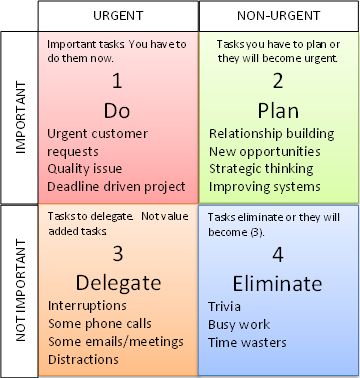 URGENT
NON-URGENT
IMPORTANT
Important tasks. You have to
do them now.
1
Do
Urgent customer
requests
Quality issue
Deadline driven project
Tasks you have to plan or
they will become urgent.
2
Plan
Relationship building
New opportunities
Strategic thinking
Improving systems
NOT IMPORTANT
Tasks to delegate. Not value
added tasks.
3
Delegate
Interruptions
Some phone calls
Some emails/meetings
Distractions
Tasks eliminate or they will
become (3).
4
Eliminate
Trivia
Busy work
Time wasters